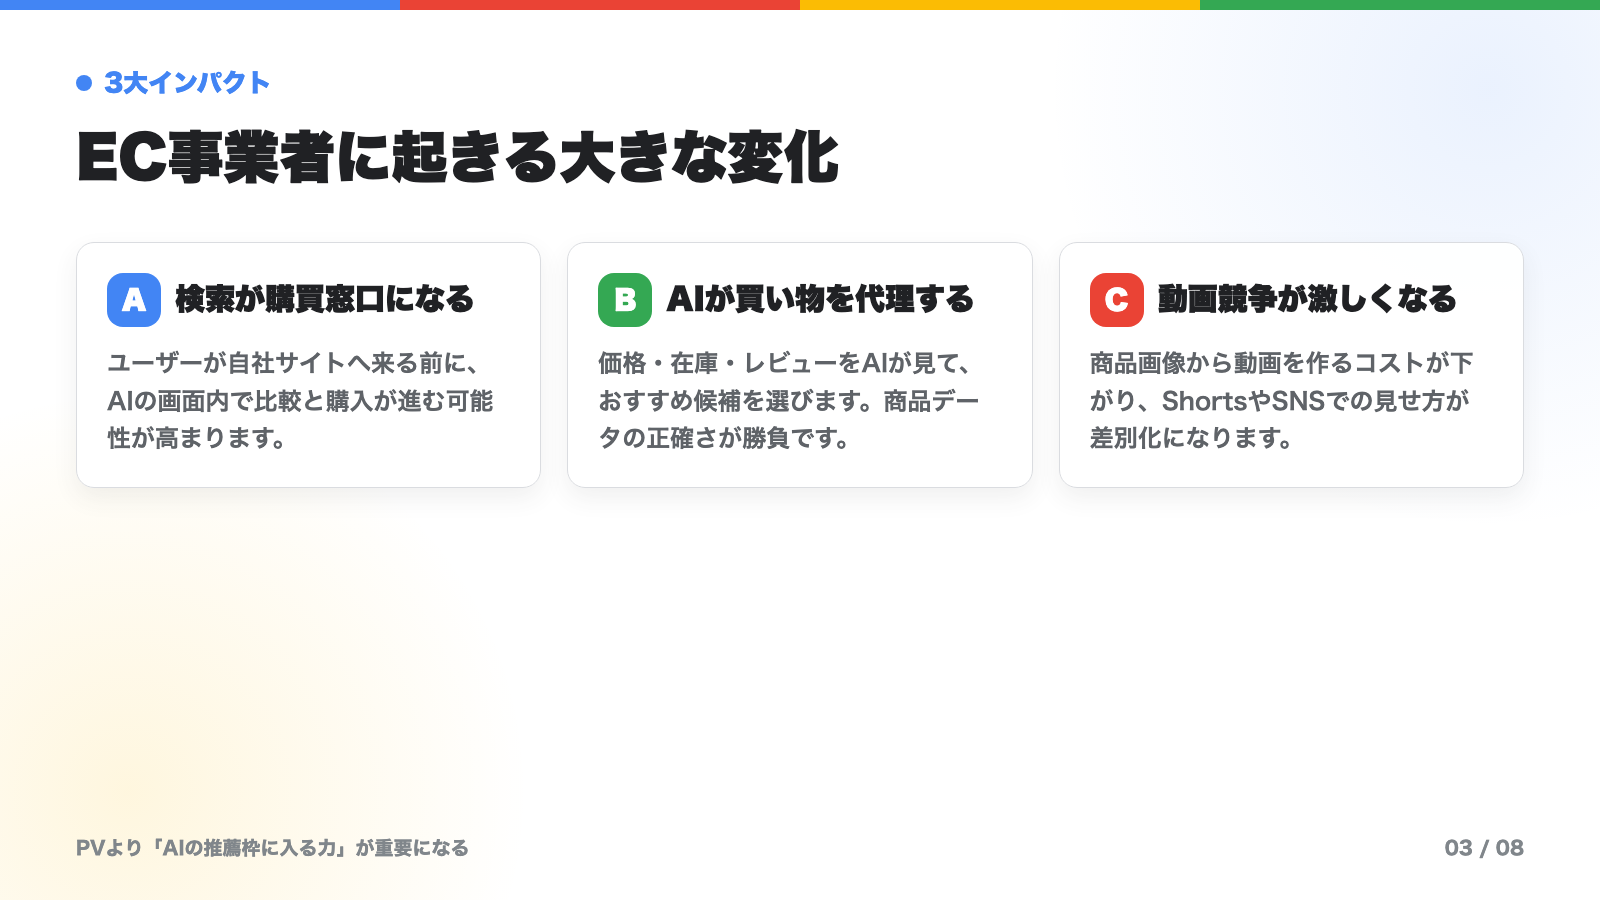 3大インパクト
EC事業者に起きる大きな変化
A 検索が購買窓口になる
ユーザーが自社サイトへ来る前に、
AIの画面内で比較と購入が進む可能
性が高まります。
B AIが買い物を代理する
価格・在庫・レビューをAIが見て、
おすすめ候補を選びます。商品デー
タの正確さが勝負です。
C 動画競争が激しくなる
商品画像から動画を作るコストが下
がり、ShortsやSNSでの見せ方が
差別化になります。
PVより「AIの推薦枠に入る力」が重要になる
03 / 08